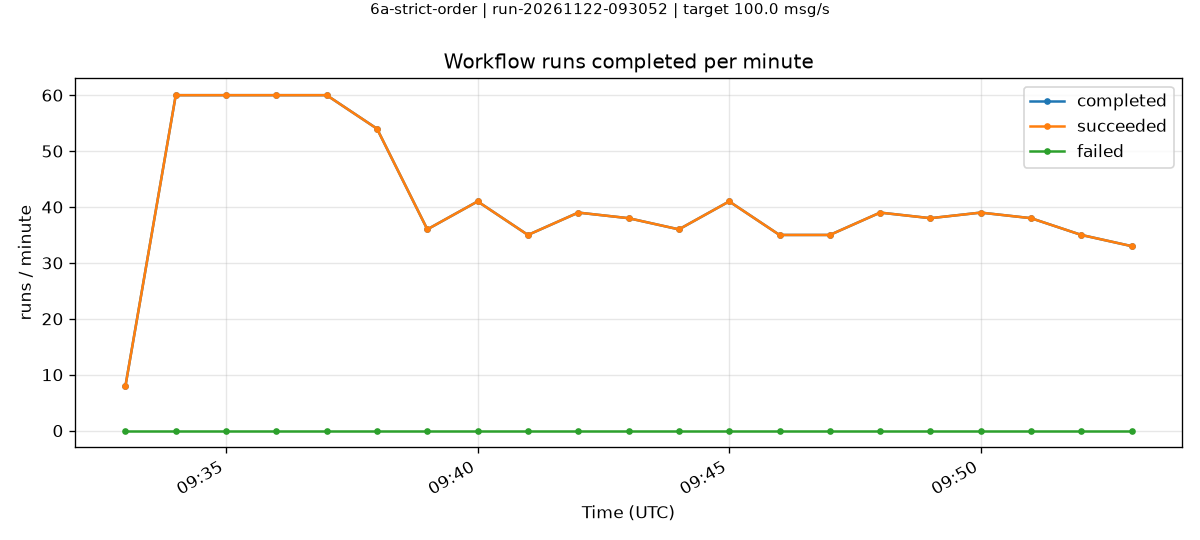 6a-strict-order | run-20261122-093052 | target 100.0 msg/s
Workflow runs completed per minute
completed
succeeded
failed
runs / minute
60
50
40
30
20
10
0
09:35
09:40
09:45
09:50
Time (UTC)